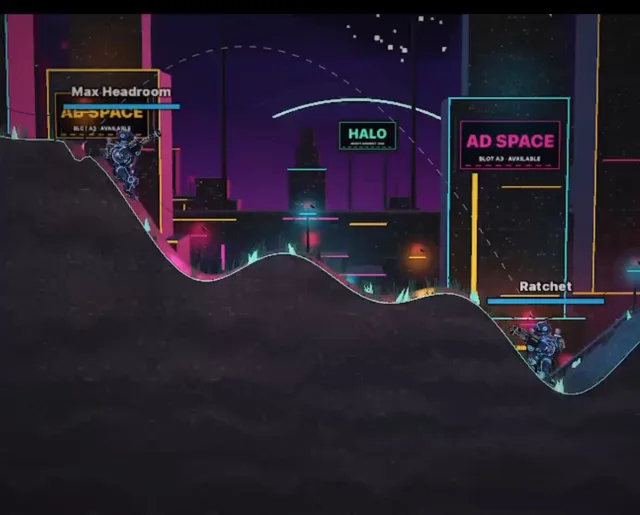 Max Headroom
AD SPACE
SLOT A3 · AVAILABLE
HALO
AD SPACE
SLOT A3 · AVAILABLE
Ratchet